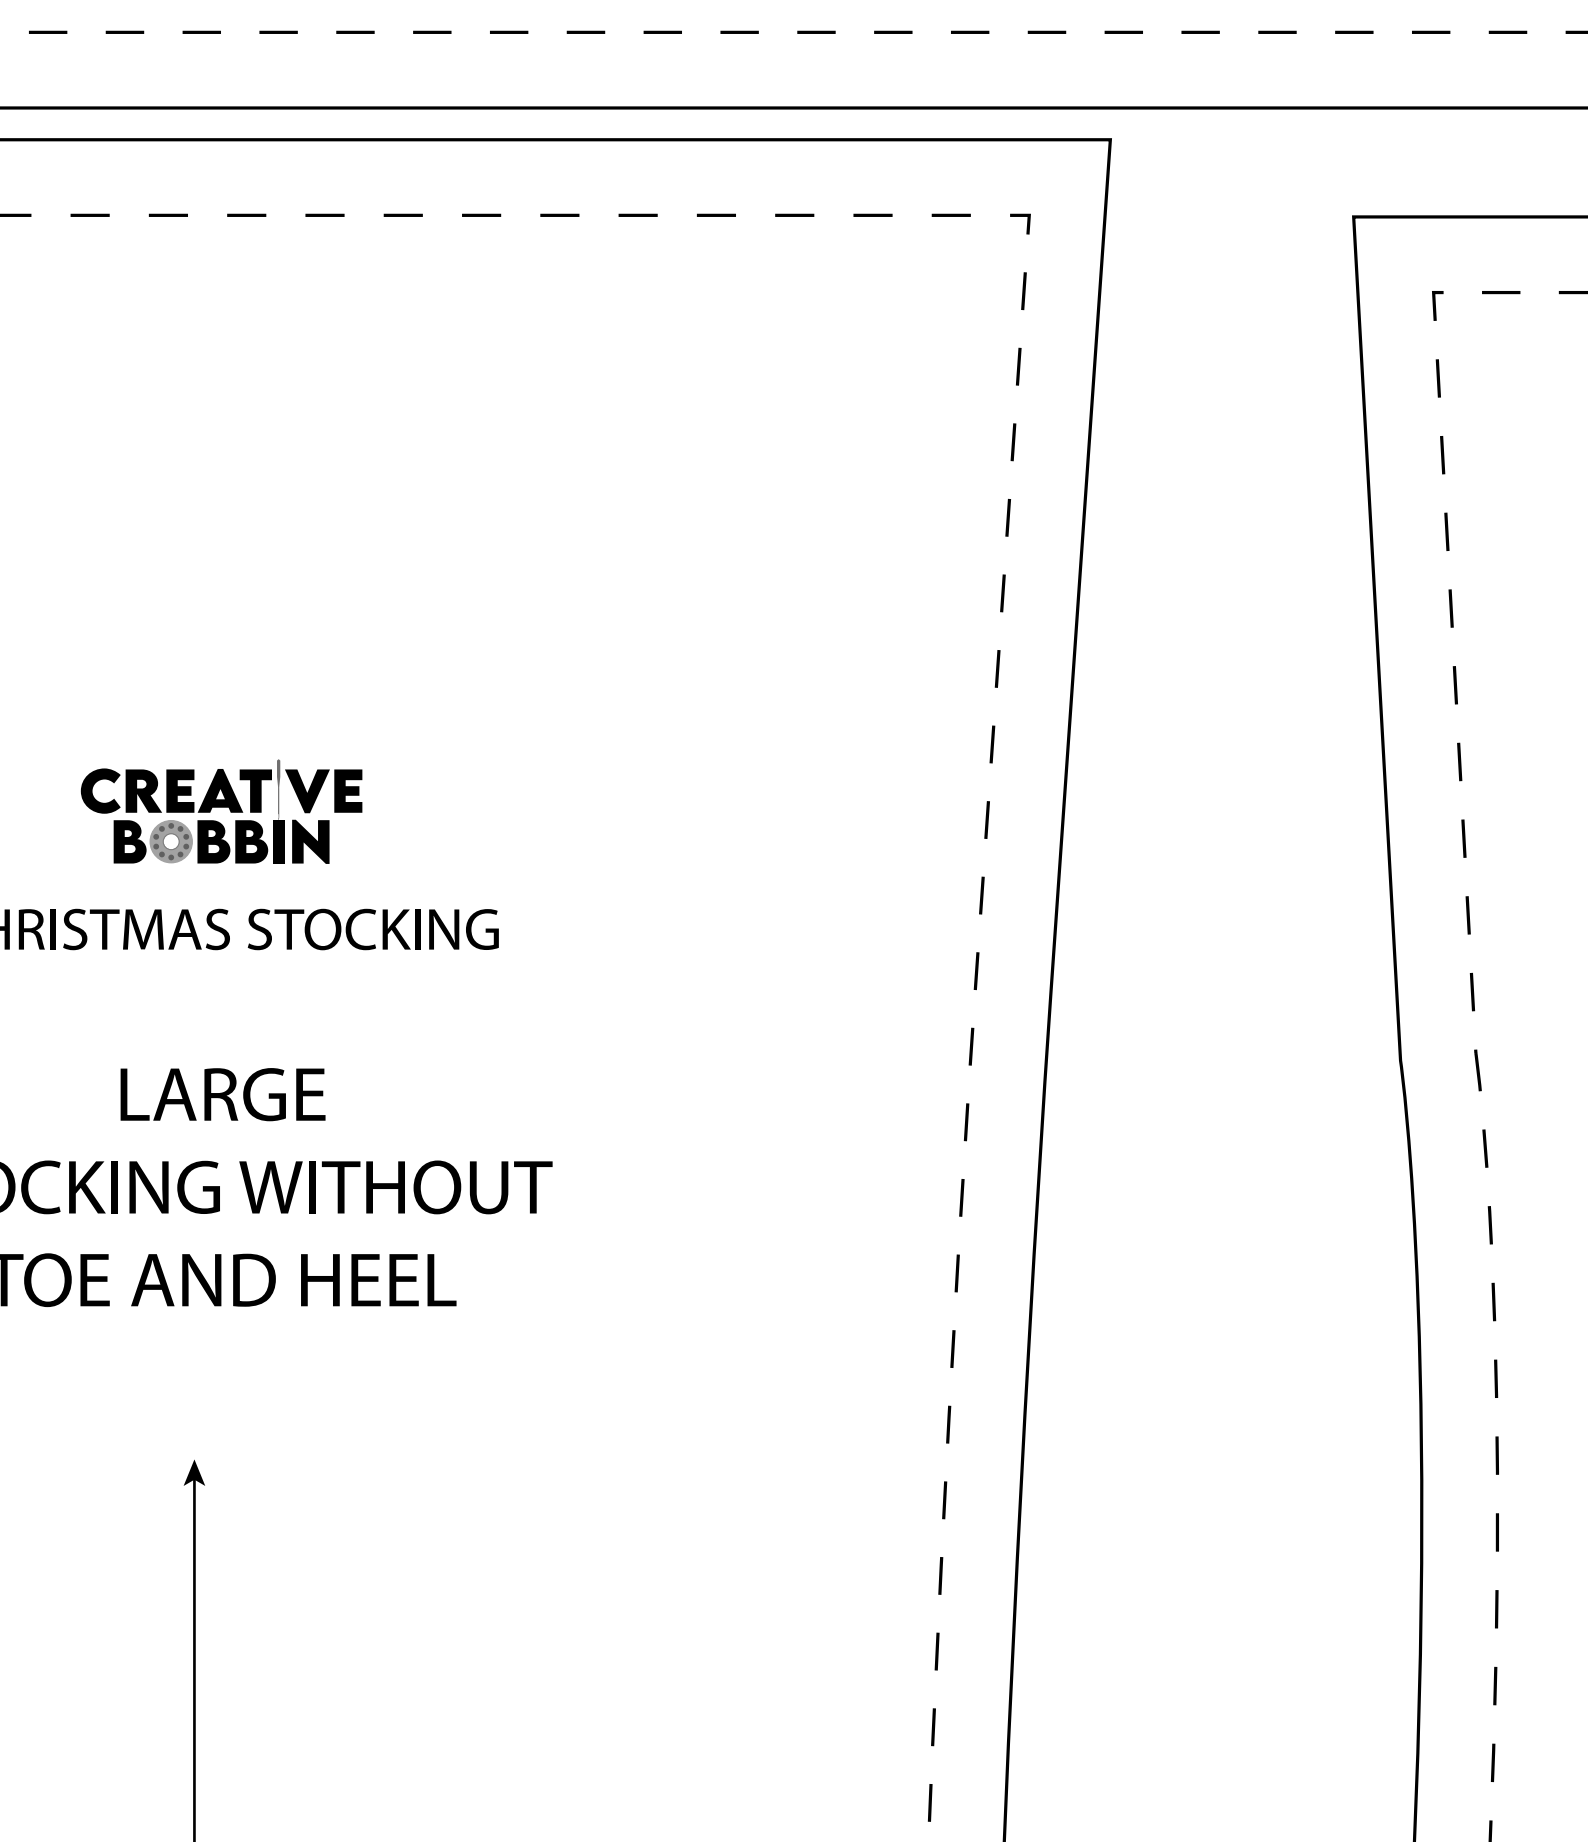 CREATIVE
BOBBIN
HRISTMAS STOCKING
LARGE
OCKING WITHOUT
TOE AND HEEL